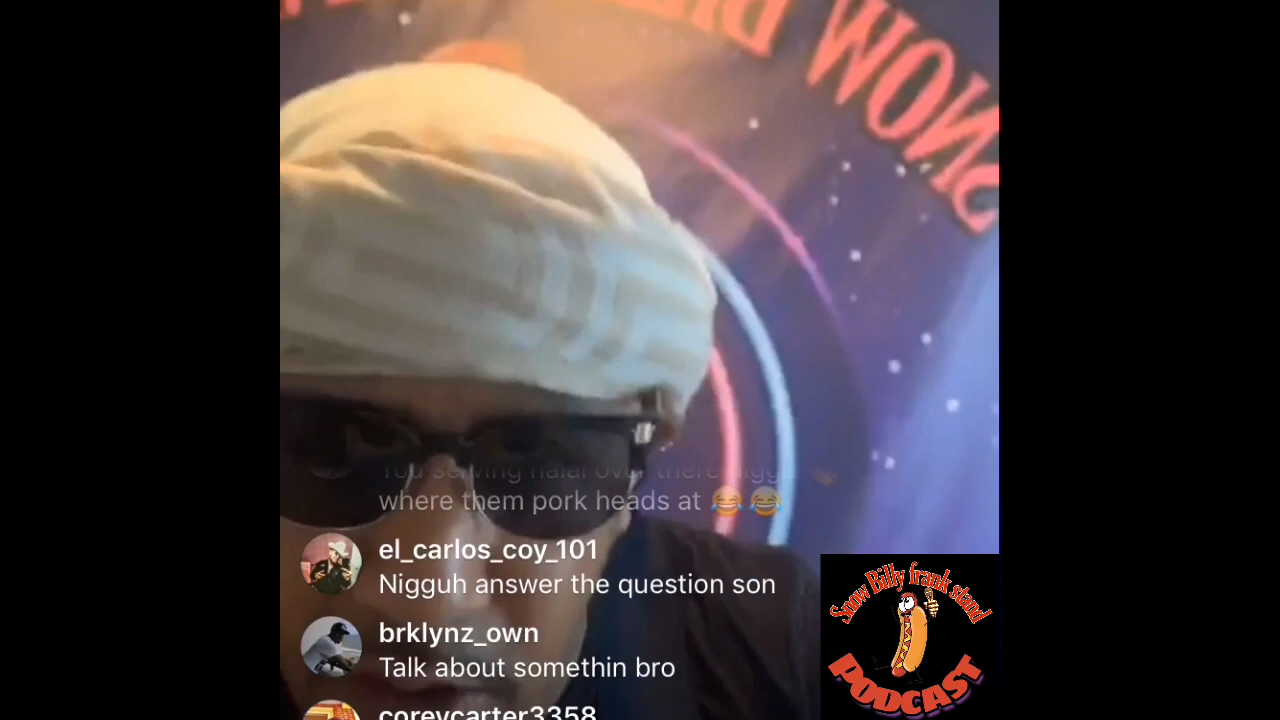 SNOW
where them pork heads at 😂😂
el_carlos_coy_101
Nigguh answer the question son
brklynz_own
Talk about somethin bro
coreycarter3358
Snow Billy frank stand
PODCAST